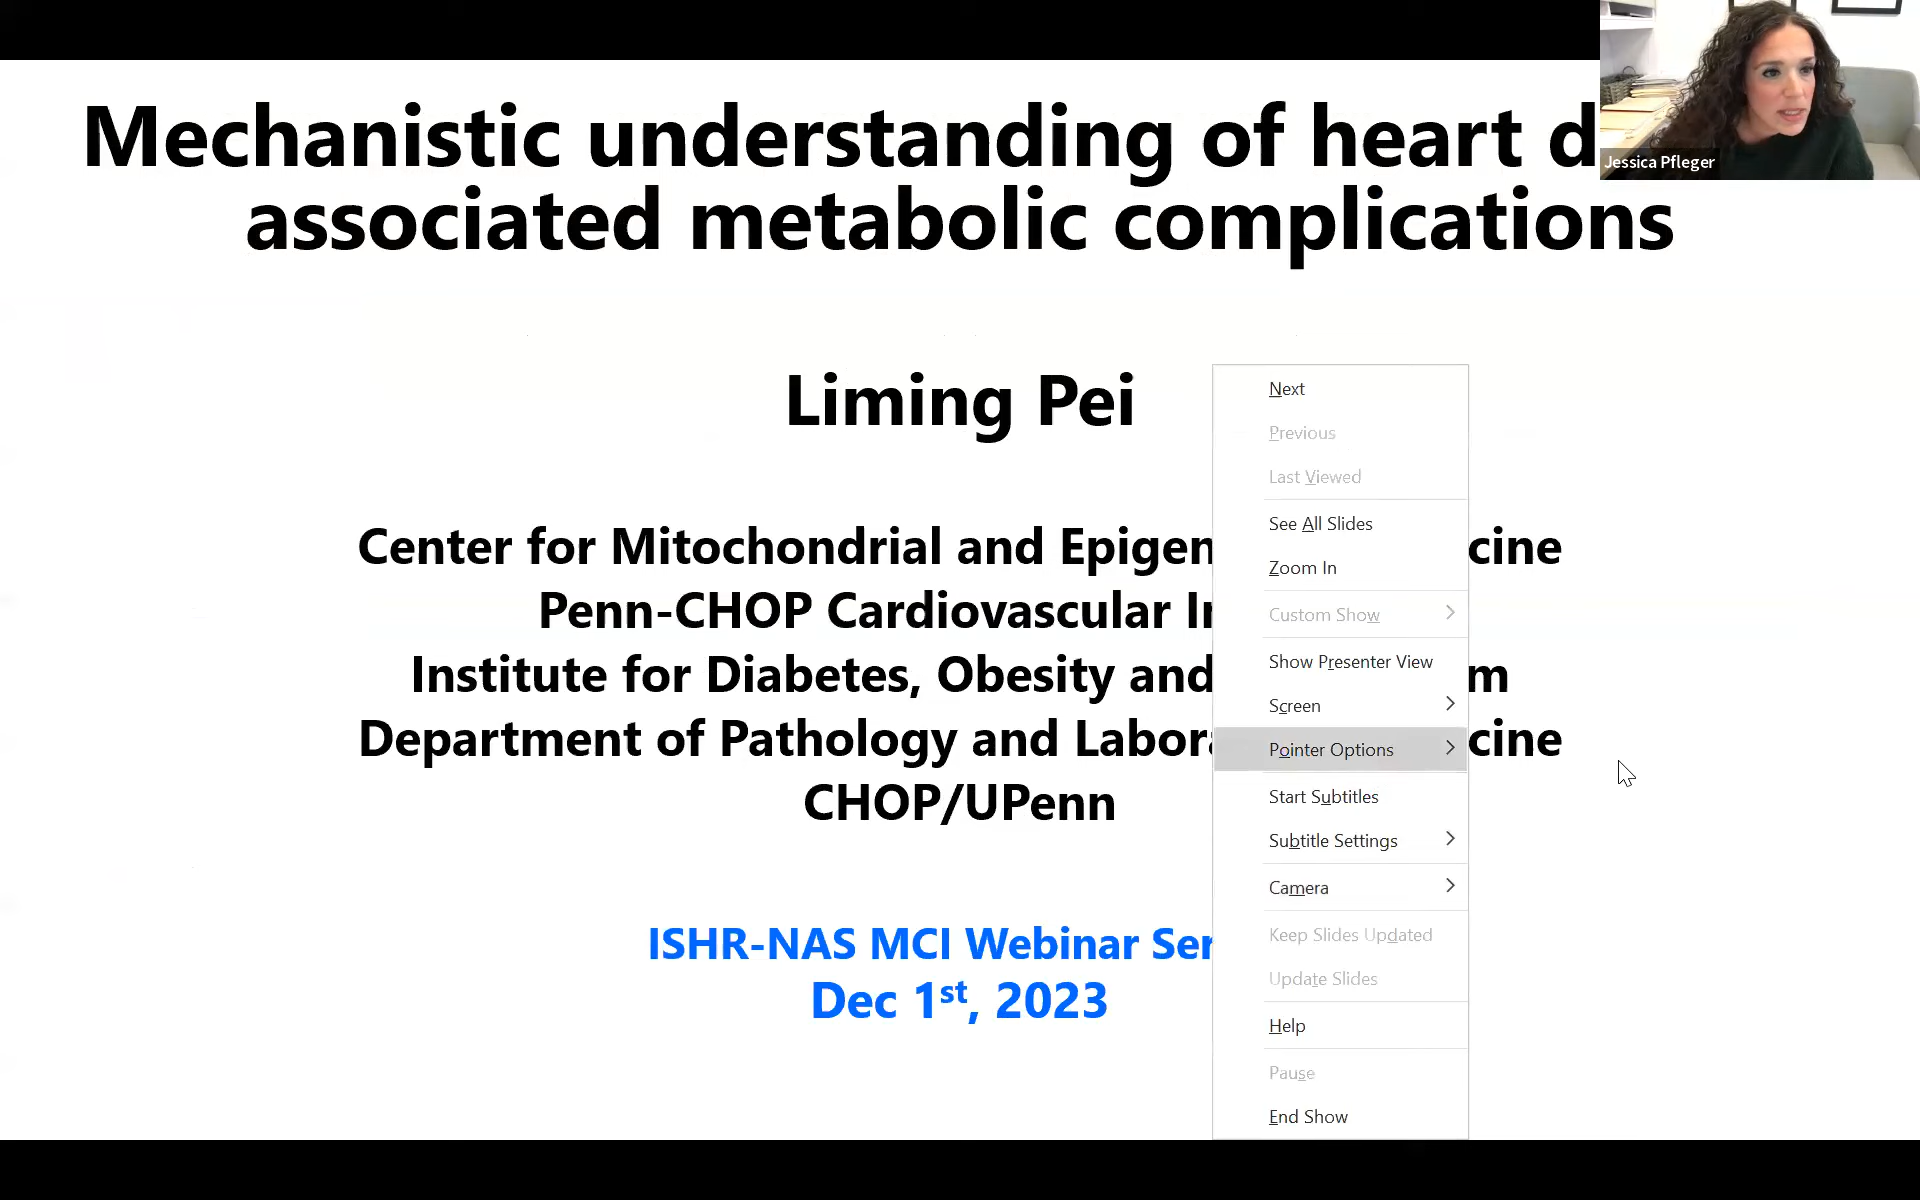 Mechanistic understanding of heart d
associated metabolic complications
Jessica Pfleger
Liming Pei
Center for Mitochondrial and Epigen cine
Penn-CHOP Cardiovascular In
Institute for Diabetes, Obesity and m
Department of Pathology and Labora cine
CHOP/UPenn
ISHR-NAS MCI Webinar Ser
Dec 1st, 2023
Next
Previous
Last Viewed
See All Slides
Zoom In
Custom Show
Show Presenter View
Screen
Pointer Options
Start Subtitles
Subtitle Settings
Camera
Keep Slides Updated
Update Slides
Help
Pause
End Show